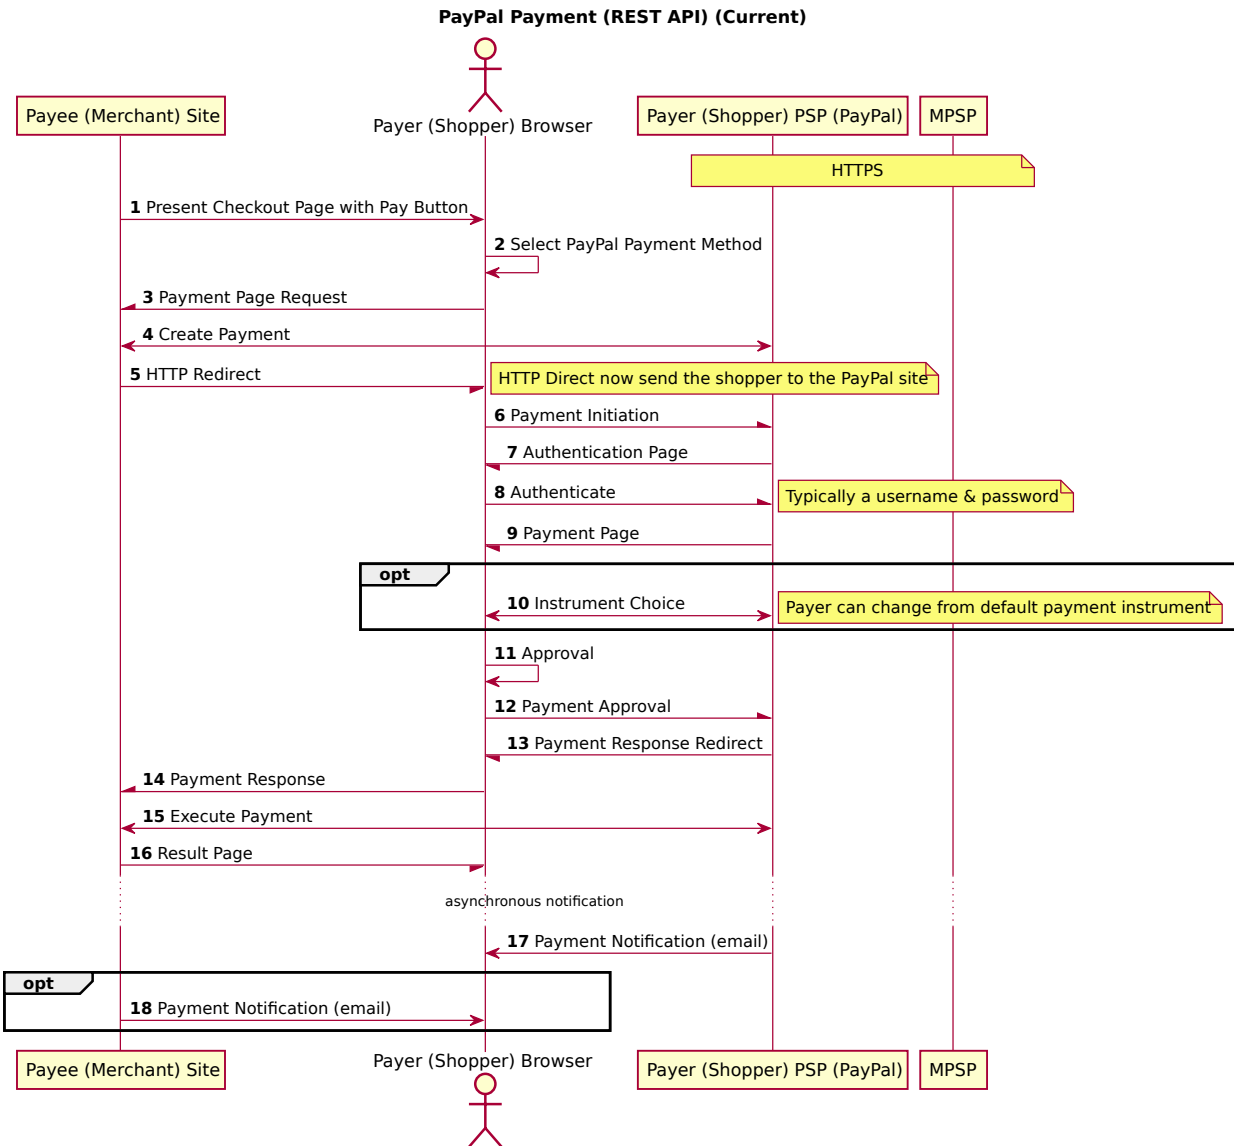 PayPal Payment (REST API) (Current)
Payee (Merchant) Site
Payer (Shopper) Browser
Payer (Shopper) PSP (PayPal)
MPSP
HTTPS
1 Present Checkout Page with Pay Button
2 Select PayPal Payment Method
3 Payment Page Request
4 Create Payment
5 HTTP Redirect
HTTP Direct now send the shopper to the PayPal site
6 Payment Initiation
7 Authentication Page
8 Authenticate
Typically a username & password
9 Payment Page
opt
10 Instrument Choice
Payer can change from default payment instrument
11 Approval
12 Payment Approval
13 Payment Response Redirect
14 Payment Response
15 Execute Payment
16 Result Page
asynchronous notification
17 Payment Notification (email)
opt
18 Payment Notification (email)
Payee (Merchant) Site
Payer (Shopper) Browser
Payer (Shopper) PSP (PayPal)
MPSP